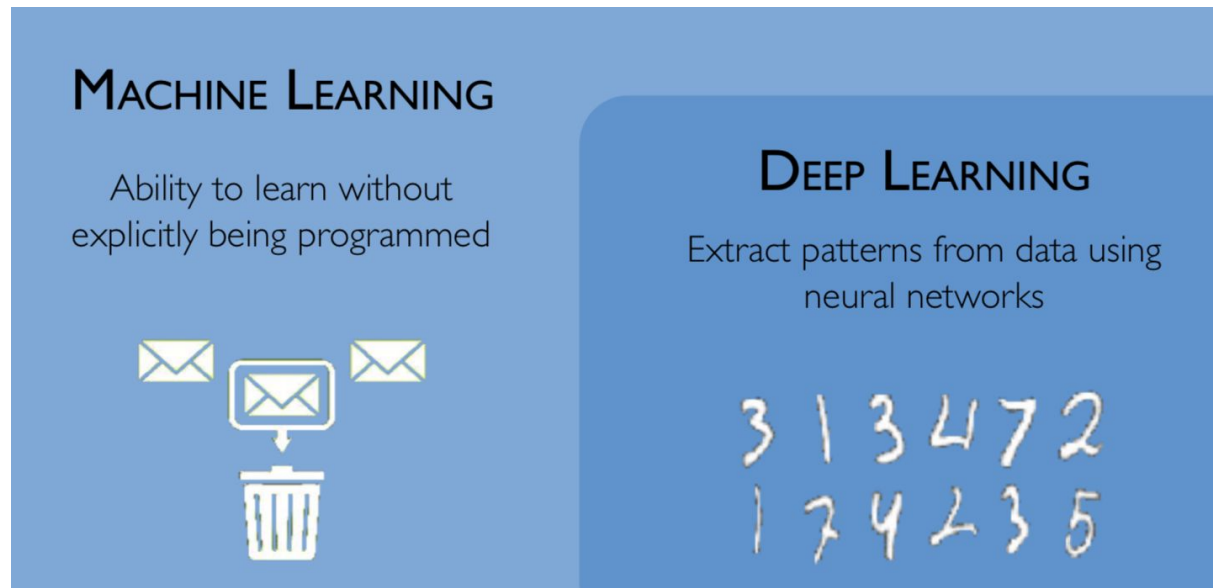 MACHINE LEARNING
Ability to learn without
explicitly being programmed
DEEP LEARNING
Extract patterns from data using
neural networks
3 1 3 4 7 2
1 7 4 2 3 5